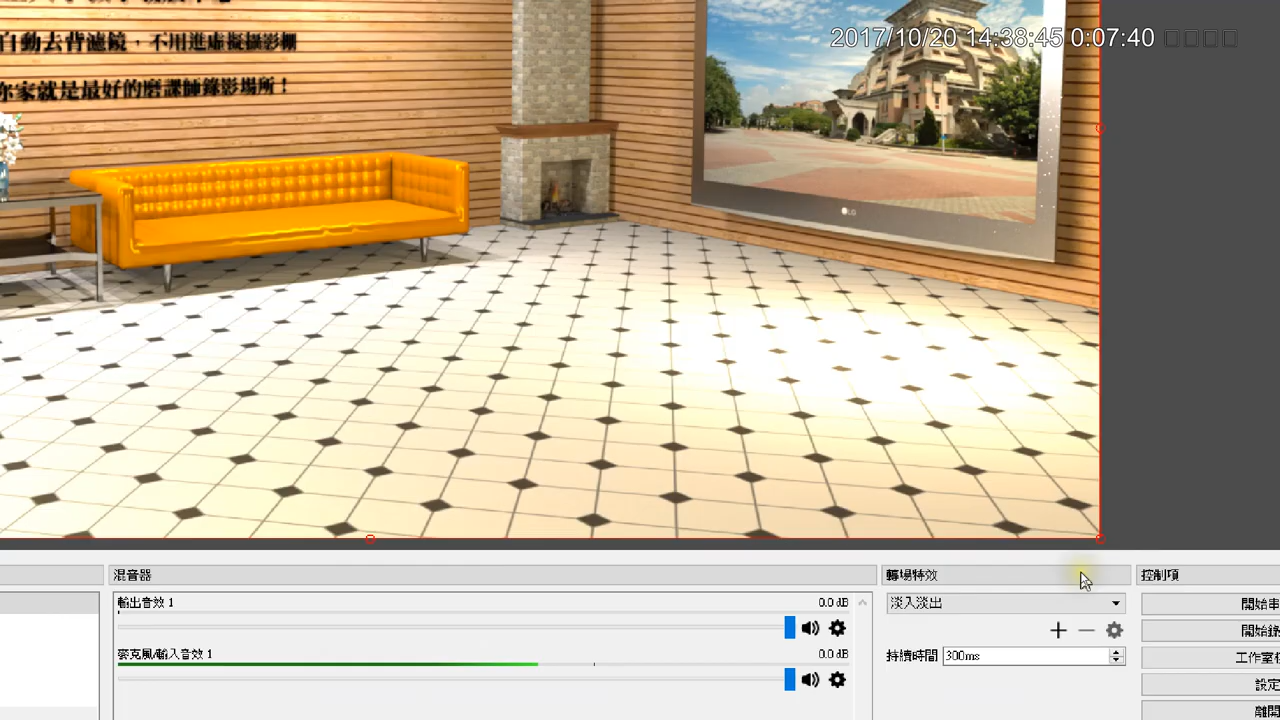 自動去背濾鏡，不用進虛擬攝影棚
你家就是最好的磨課師錄影場所！
2017/10/20 14:38:45 0:07:40
LG
混音器
轉場特效
控制項
輸出音效 1
0.0 dB
淡入淡出
開始串
開始錄
麥克風/輸入音效 1
0.0 dB
持續時間
300ms
工作室模
設定
離開